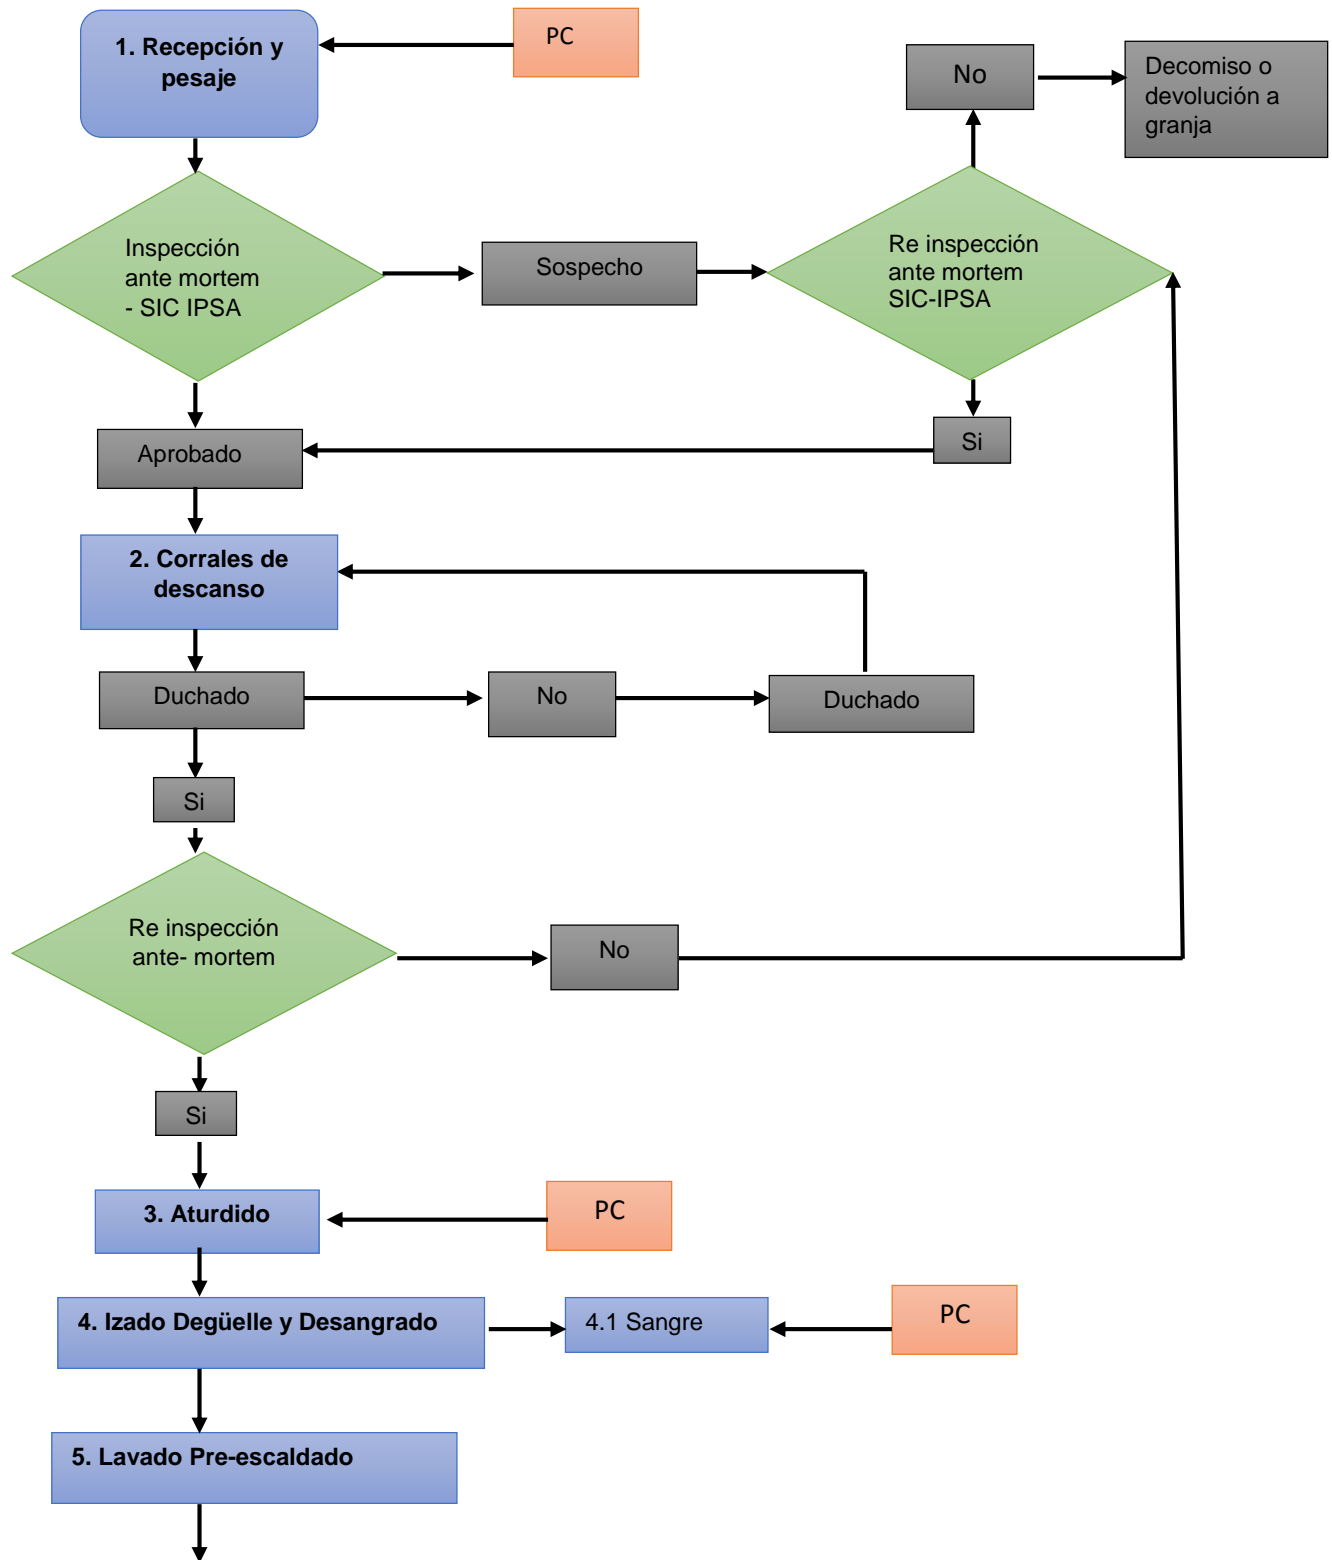 1. Recepción y
pesaje
PC
No
Decomiso o
devolución a
granja
Inspección
ante mortem
- SIC IPSA
Sospecho
Re inspección
ante mortem
SIC-IPSA
Aprobado
Si
2. Corrales de
descanso
Duchado
No
Duchado
Si
Re inspección
ante- mortem
No
Si
3. Aturdido
PC
4. Izado Degüelle y Desangrado
4.1 Sangre
PC
5. Lavado Pre-escaldado